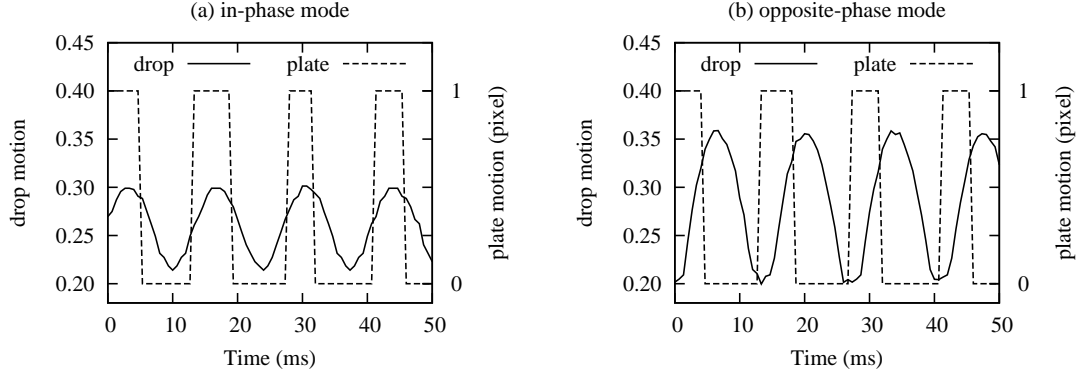 (a) in-phase mode
0.45
0.40
0.35
0.30
0.25
0.20
drop motion
drop
plate
1
0
plate motion (pixel)
0 10 20 30 40 50
Time (ms)
(b) opposite-phase mode
0.45
0.40
0.35
0.30
0.25
0.20
drop motion
drop
plate
1
0
plate motion (pixel)
0 10 20 30 40 50
Time (ms)